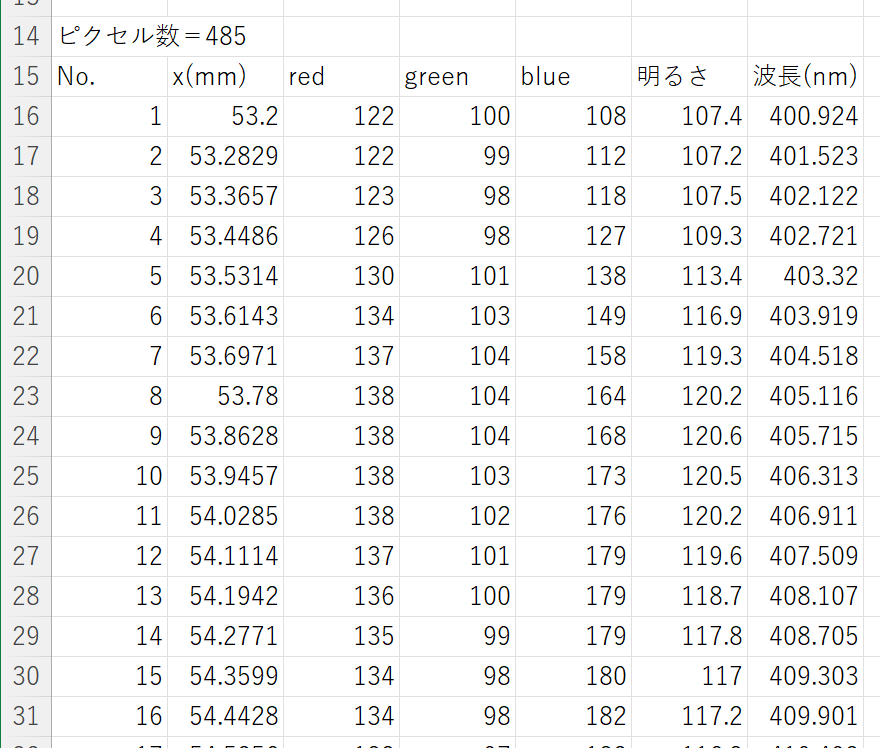 14 ピクセル数＝485
15 No. x(mm) red green blue 明るさ 波長(nm)
16 1 53.2 122 100 108 107.4 400.924
17 2 53.2829 122 99 112 107.2 401.523
18 3 53.3657 123 98 118 107.5 402.122
19 4 53.4486 126 98 127 109.3 402.721
20 5 53.5314 130 101 138 113.4 403.32
21 6 53.6143 134 103 149 116.9 403.919
22 7 53.6971 137 104 158 119.3 404.518
23 8 53.78 138 104 164 120.2 405.116
24 9 53.8628 138 104 168 120.6 405.715
25 10 53.9457 138 103 173 120.5 406.313
26 11 54.0285 138 102 176 120.2 406.911
27 12 54.1114 137 101 179 119.6 407.509
28 13 54.1942 136 100 179 118.7 408.107
29 14 54.2771 135 99 179 117.8 408.705
30 15 54.3599 134 98 180 117 409.303
31 16 54.4428 134 98 182 117.2 409.901